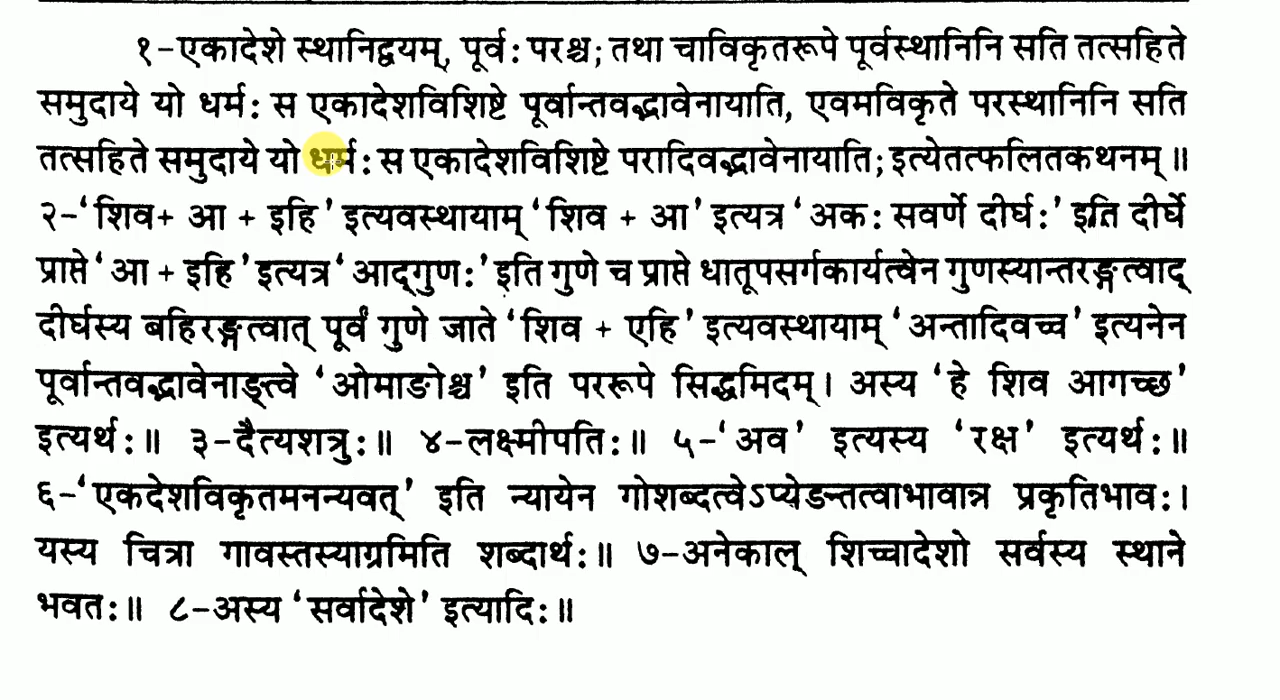 १-एकादेशे स्थानिद्वयम्, पूर्वः परश्च; तथा चाविकृतरूपे पूर्वस्थानिनि सति तत्सहिते
समुदाये यो धर्मः स एकादेशविशिष्टे पूर्वान्तवद्भावेनायाति, एवमविकृते परस्थानिनि सति
तत्सहिते समुदाये यो धर्मः स एकादेशविशिष्टे परादिवद्भावेनायाति; इत्येतत्फलितकथनम् ॥
२-‘शिव+ आ + इहि’ इत्यवस्थायाम् ‘शिव + आ’ इत्यत्र ‘अकः सवर्णे दीर्घः’ इति दीर्घे
प्राप्ते ‘आ + इहि’ इत्यत्र ‘आद्गुणः’ इति गुणे च प्राप्ते धातूपसर्गकार्यत्वेन गुणस्यान्तरङ्गत्वाद्
दीर्घस्य बहिरङ्गत्वात् पूर्वं गुणे जाते ‘शिव + एहि’ इत्यवस्थायाम् ‘अन्तादिवच्च’ इत्यनेन
पूर्वान्तवद्भावेनाङ्त्वे ‘ओमाङोश्च’ इति पररूपे सिद्धमिदम्। अस्य ‘हे शिव आगच्छ’
इत्यर्थः॥ ३-दैत्यशत्रुः॥ ४-लक्ष्मीपतिः॥ ५-‘अव’ इत्यस्य ‘रक्ष’ इत्यर्थः॥
६-‘एकदेशविकृतमनन्यवत्’ इति न्यायेन गोशब्दत्वेऽप्येङन्तत्वाभावान्न प्रकृतिभावः।
यस्य चित्रा गावस्तस्याग्रमिति शब्दार्थः॥ ७-अनेकाल् शिच्चादेशो सर्वस्य स्थाने
भवतः॥ ८-अस्य ‘सर्वादेशे’ इत्यादिः॥